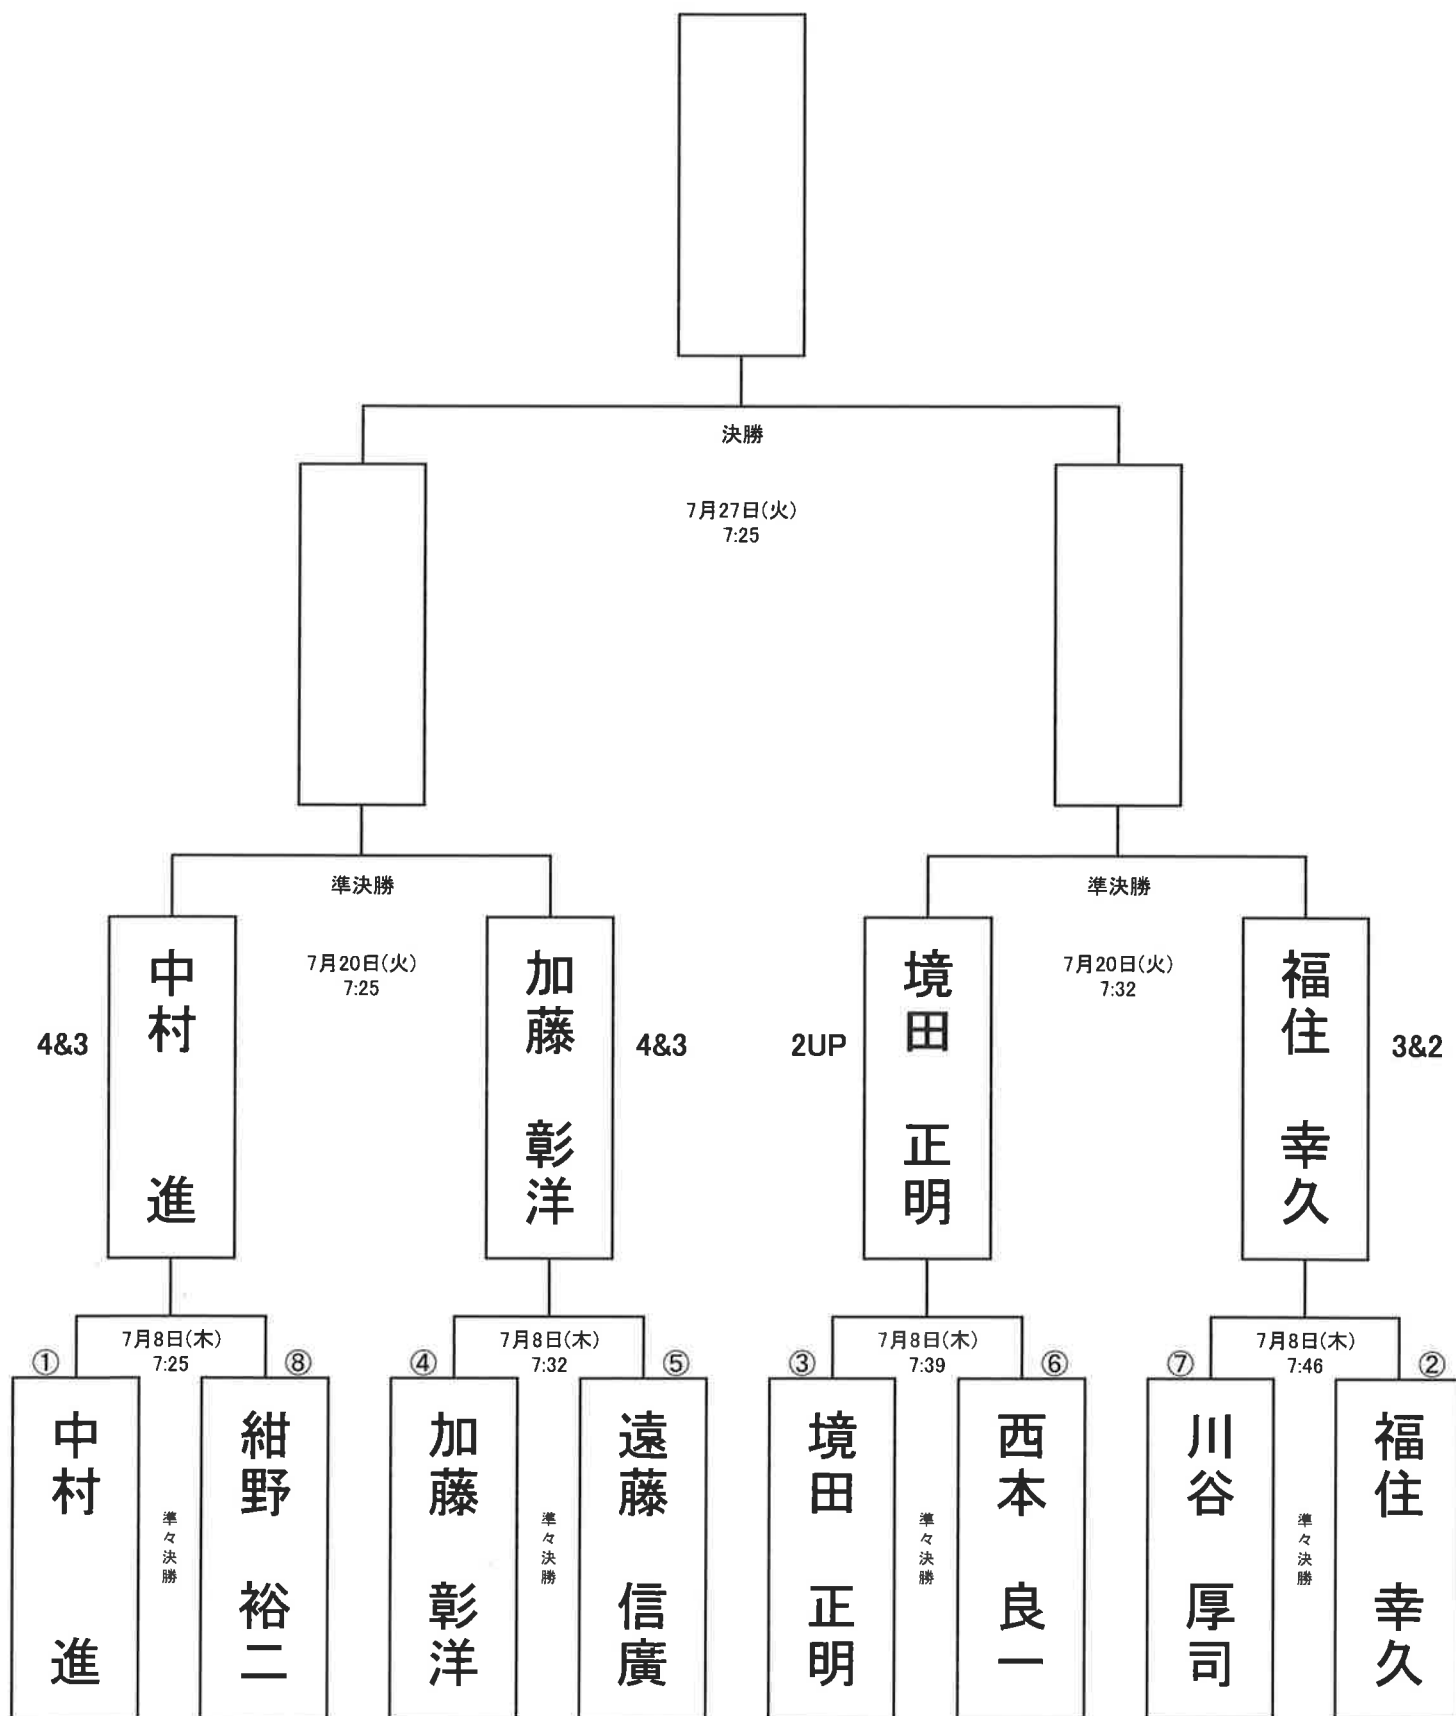 決勝
7月27日(火)
7:25
準決勝
準決勝
中村 進
7月20日(火)
7:25
加藤 彰洋
境田 正明
7月20日(火)
7:32
福住 幸久
4&3
4&3
2UP
3&2
7月8日(木)
7:25
7月8日(木)
7:32
7月8日(木)
7:39
7月8日(木)
7:46
①
⑧
④
⑤
③
⑥
⑦
②
中村 進
準々決勝
紺野 裕二
加藤 彰洋
準々決勝
遠藤 信廣
境田 正明
準々決勝
西本 良一
川谷 厚司
準々決勝
福住 幸久